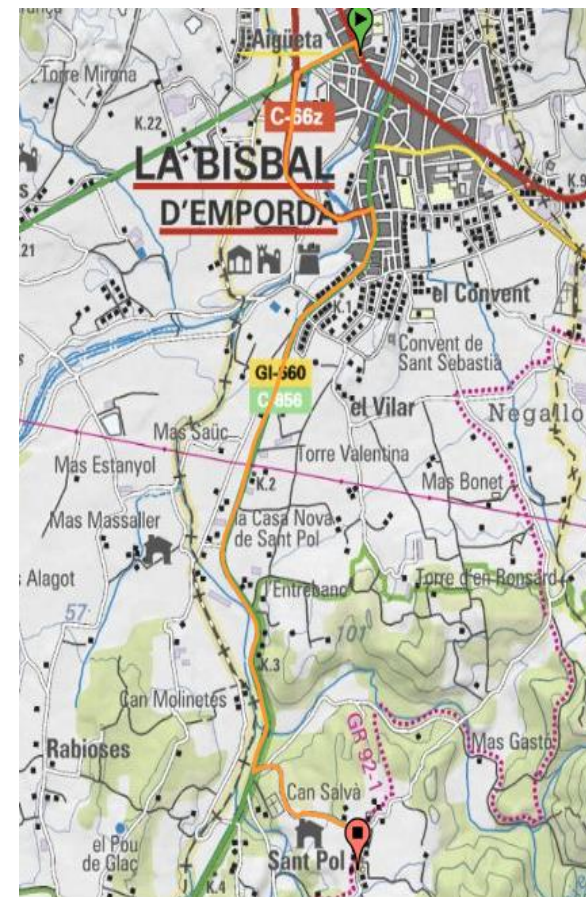 l'Aigüeta
Torre Mirona
K.22
C-66z
LA BISBAL
D'EMPORDÀ
K.9
21
el Convent
K.1
Convent de
Sant Sebastià
GI-660
C-856
el Vilar
Negallo
Mas Saüc
Torre Valentina
Mas Estanyol
K.2
Mas Bonet
Mas Massaller
la Casa Nova
de Sant Pol
Alagot
l'Entrebanc
Torre d'en Ronsard
57
101
K.3
Can Molinetes
GR 92-1
Mas Gastó
Rabioses
Can Salvà
el Pou
de Glaç
Sant Pol
K.4